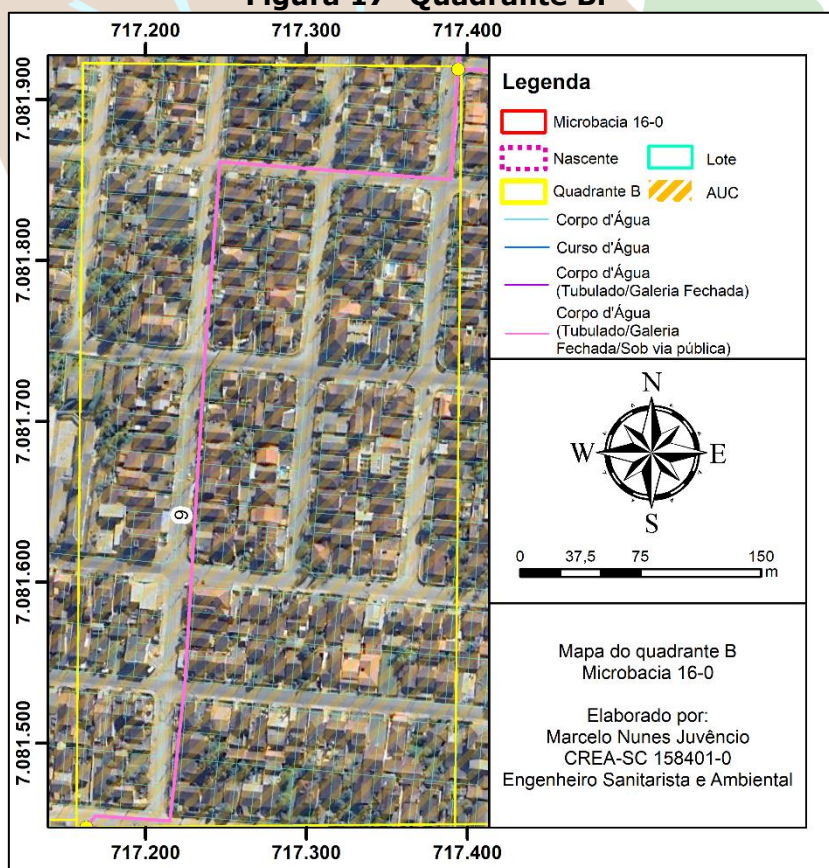 Figura 17 Quadrante B.
717.200 717.300 717.400
7.081.900
7.081.800
7.081.700
7.081.600
7.081.500
9
717.200 717.300 717.400
Legenda
Microbacia 16-0
Nascente
Lote
Quadrante B
AUC
Corpo d'Água
Curso d'Água
Corpo d'Água
(Tubulado/Galeria Fechada)
Corpo d'Água
(Tubulado/Galeria
Fechada/Sob via pública)
N
W E
S
0 37,5 75 150
m
Mapa do quadrante B
Microbacia 16-0
Elaborado por:
Marcelo Nunes Juvêncio
CREA-SC 158401-0
Engenheiro Sanitarista e Ambiental